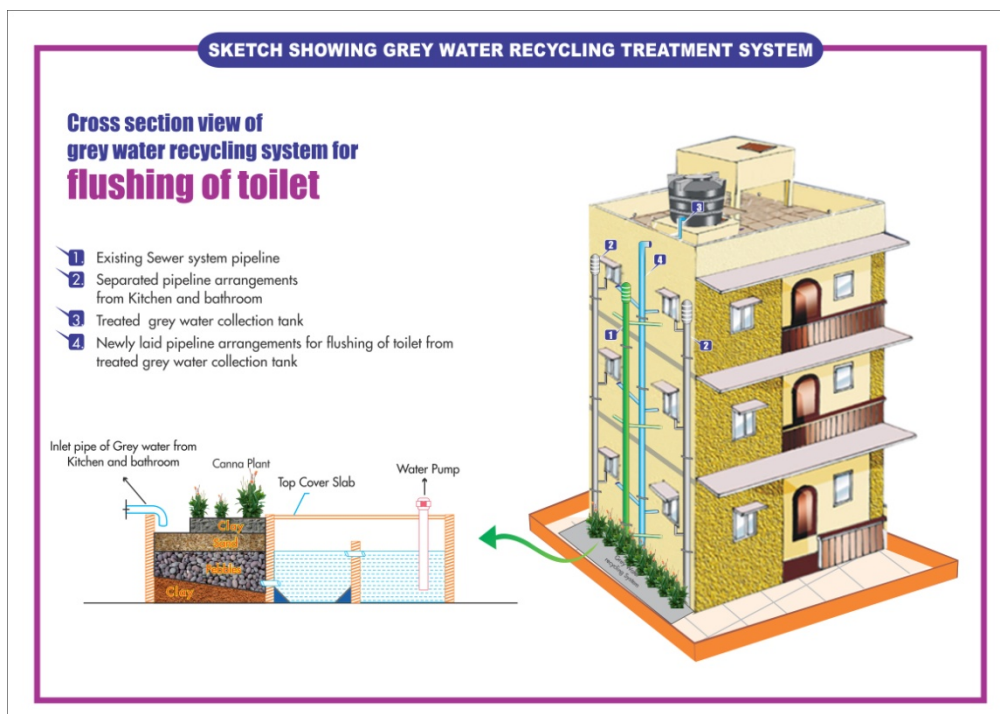 SKETCH SHOWING GREY WATER RECYCLING TREATMENT SYSTEM
Cross section view of
grey water recycling system for
flushing of toilet
1. Existing Sewer system pipeline
2. Separated pipeline arrangements
from Kitchen and bathroom
3. Treated grey water collection tank
4. Newly laid pipeline arrangements for flushing of toilet from
treated grey water collection tank
Inlet pipe of Grey water from
Kitchen and bathroom
Canna Plant
Top Cover Slab
Water Pump
Clay
Sand
Pebbles
Clay
3
2
4
1
2
recycling System